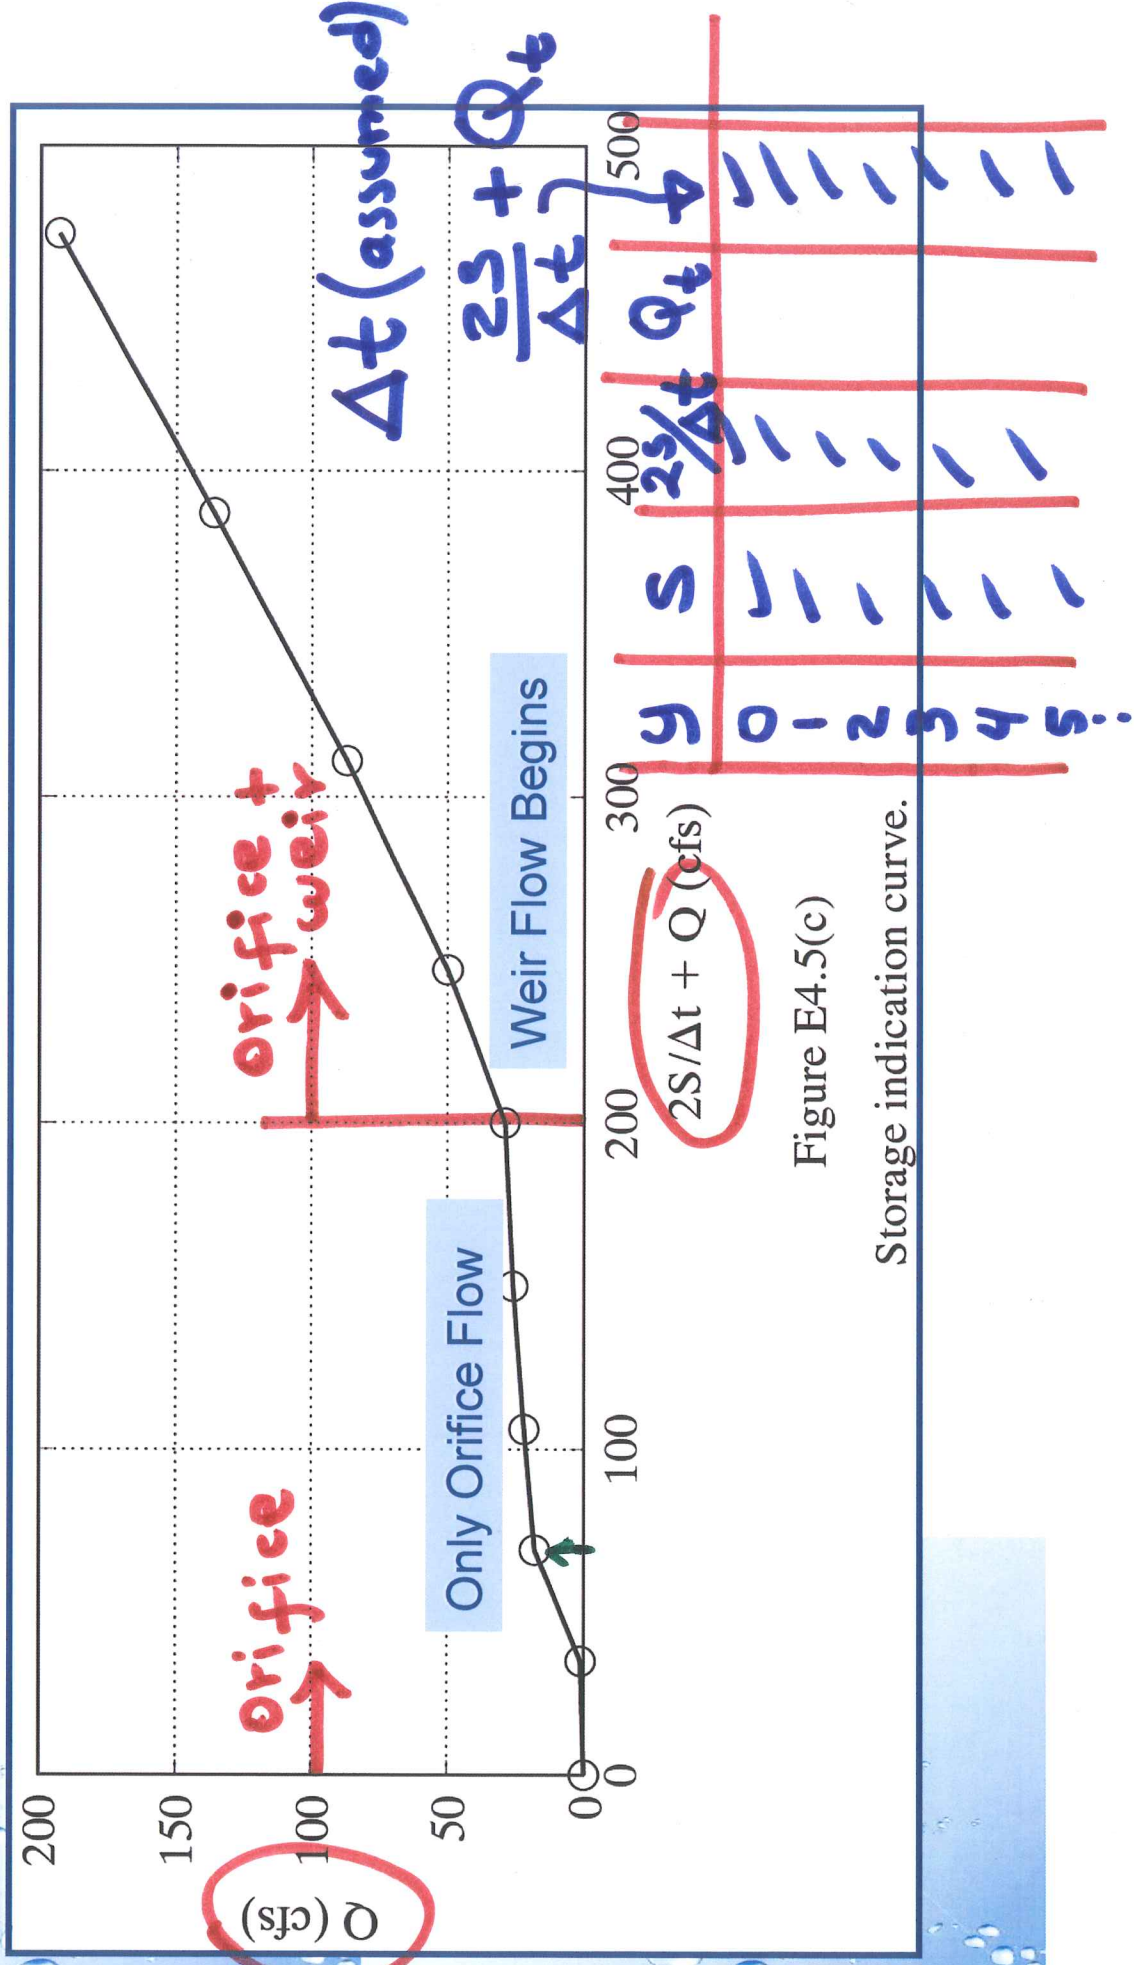 200
150
100
50
0
Q (cfs)
orifice
orifice +
weir
Δt (assumed)
2S/Δt + Qt
Only Orifice Flow
Weir Flow Begins
0
100
200
300
400
500
2S/Δt + Q (cfs)
Figure E4.5(c)
Storage indication curve.
y S 2S/Δt Qt
0
1
2
3
4
5..